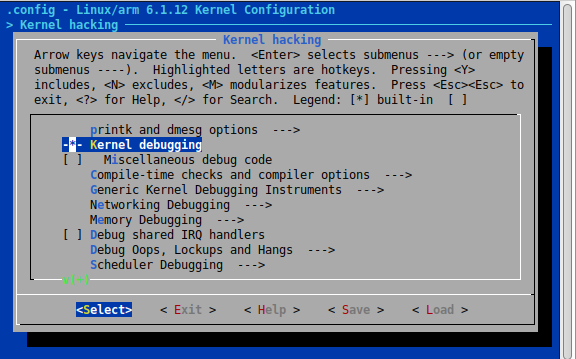 .config - Linux/arm 6.1.12 Kernel Configuration
> Kernel hacking
Kernel hacking
Arrow keys navigate the menu.  <Enter> selects submenus ---> (or empty
submenus ----).  Highlighted letters are hotkeys.  Pressing <Y>
includes, <N> excludes, <M> modularizes features.  Press <Esc><Esc> to
exit, <?> for Help, </> for Search.  Legend: [*] built-in  [ ]
printk and dmesg options  --->
-*- Kernel debugging
[ ]   Miscellaneous debug code
Compile-time checks and compiler options  --->
Generic Kernel Debugging Instruments  --->
Networking Debugging  --->
Memory Debugging  --->
[ ] Debug shared IRQ handlers
Debug Oops, Lockups and Hangs  --->
Scheduler Debugging  --->
<Select>    < Exit >    < Help >    < Save >    < Load >